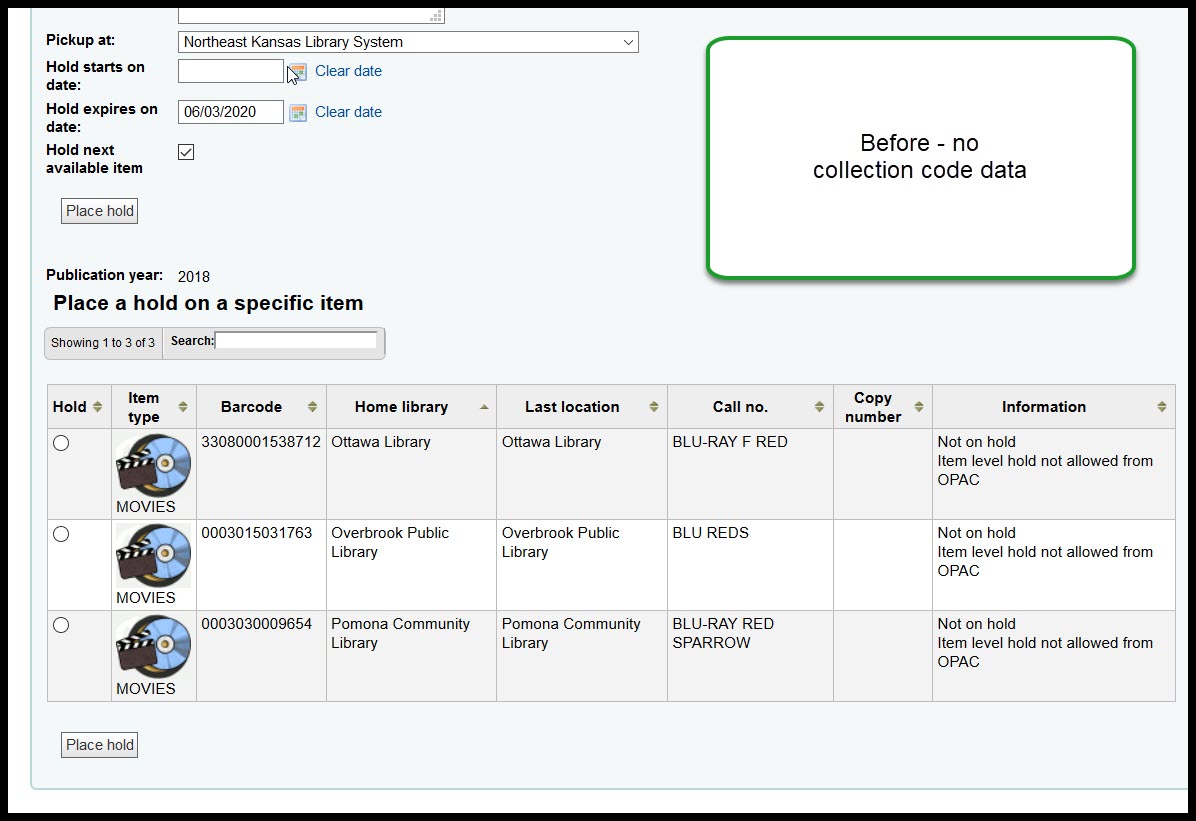 Pickup at: Northeast Kansas Library System
Hold starts on
date:
Clear date
Hold expires on
date:
06/03/2020 Clear date
Hold next
available item
Place hold
Before - no
collection code data
Publication year: 2018
Place a hold on a specific item
Showing 1 to 3 of 3 Search:
Hold Item
type Barcode Home library Last location Call no. Copy
number Information
33080001538712 Ottawa Library Ottawa Library BLU-RAY F RED Not on hold
Item level hold not allowed from
OPAC
MOVIES
0003015031763 Overbrook Public Overbrook Public BLU REDS Not on hold
Library Library Item level hold not allowed from
OPAC
MOVIES
0003030009654 Pomona Community Pomona Community BLU-RAY RED Not on hold
Library Library SPARROW Item level hold not allowed from
OPAC
MOVIES
Place hold